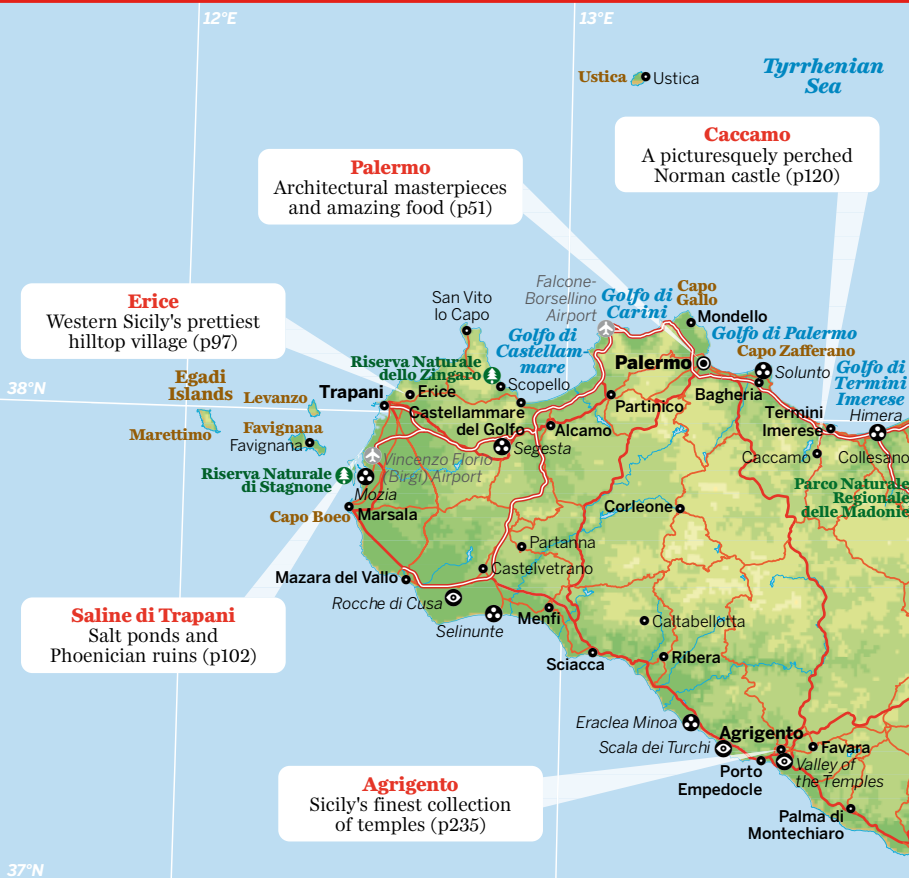 12°E
13°E
Ustica
Ustica
Tyrrhenian
Sea
Caccamo
A picturesquely perched
Norman castle (p120)
Palermo
Architectural masterpieces
and amazing food (p51)
Erice
Western Sicily's prettiest
hilltop village (p97)
San Vito
lo Capo
Falcone-
Borsellino
Airport
Golfo di
Carini
Capo
Gallo
Mondello
Golfo di Palermo
Golfo di
Castellam-
mare
Palermo
Capo Zafferano
Solunto
Golfo di
Termini
Imerese
Riserva Naturale
dello Zingaro
Scopello
38°N
Egadi
Islands
Levanzo
Trapani
Erice
Bagheria
Partinico
Castellammare
del Golfo
Termini
Imerese
Himera
Marettimo
Favignana
Favignana
Alcamo
Segesta
Caccamo
Collesano
Vincenzo Florio
(Birgi) Airport
Riserva Naturale
di Stagnone
Mozia
Parco Naturale
Regionale
delle Madonie
Capo Boeo
Marsala
Corleone
Partanna
Castelvetrano
Mazara del Vallo
Rocche di Cusa
Saline di Trapani
Salt ponds and
Phoenician ruins (p102)
Selinunte
Menfi
Caltabellotta
Sciacca
Ribera
Eraclea Minoa
Scala dei Turchi
Agrigento
Favara
Porto
Empedocle
Valley of
the Temples
Agrigento
Sicily's finest collection
of temples (p235)
Palma di
Montechiaro
37°N